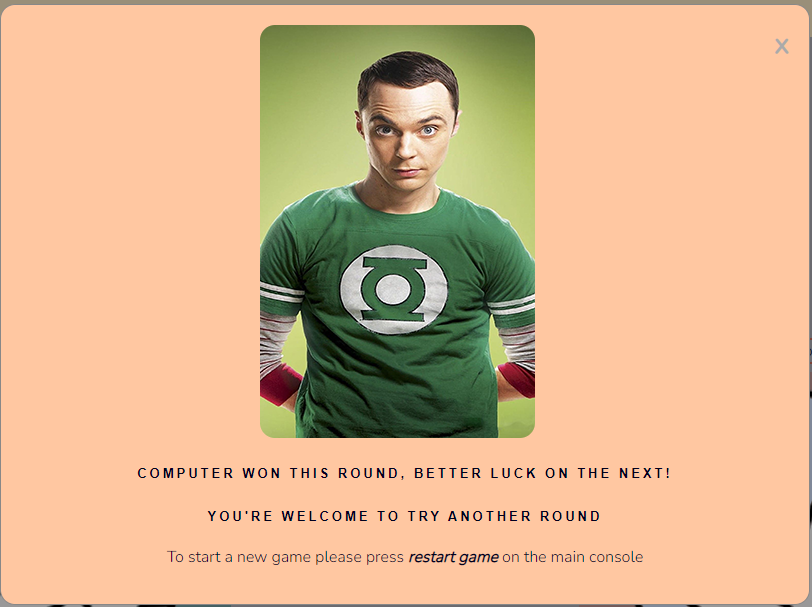 X
COMPUTER WON THIS ROUND, BETTER LUCK ON THE NEXT!
YOU'RE WELCOME TO TRY ANOTHER ROUND
To start a new game please press restart game on the main console